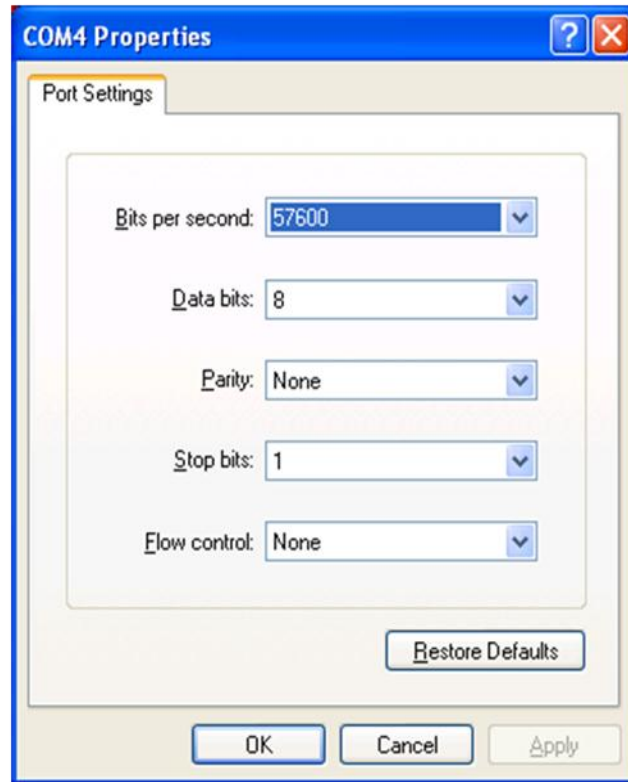 COM4 Properties
?
Port Settings
Bits per second: 57600
Data bits: 8
Parity: None
Stop bits: 1
Flow control: None
Restore Defaults
OK Cancel Apply